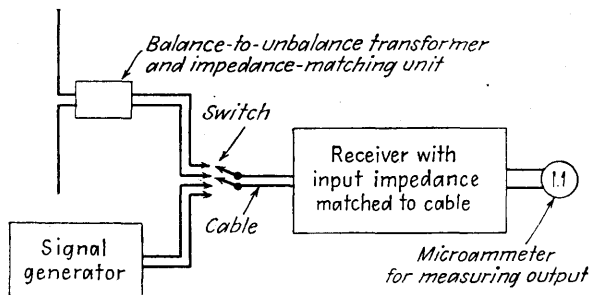 Balance-to-unbalance transformer
and impedance-matching unit
Switch
Receiver with
input impedance
matched to cable
Cable
Signal
generator
Microammeter
for measuring output